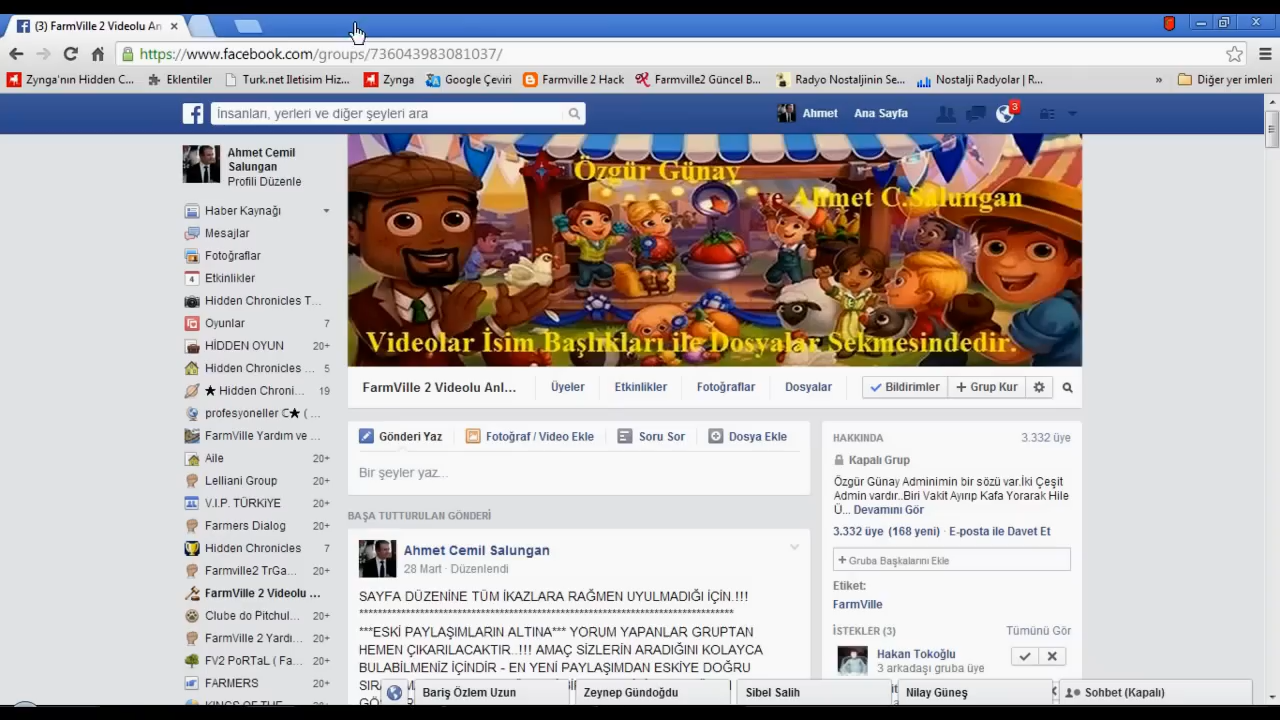 (3) FarmVille 2 Videolu An
https://www.facebook.com/groups/736043983081037/
Zynga'nın Hidden C...
Eklentiler
Turk.net Iletisim Hiz...
Zynga
Google Çeviri
Farmville 2 Hack
Farmville2 Güncel B...
Radyo Nostaljinin Se...
Nostalji Radyolar | R...
»
Diğer yer imleri
İnsanları, yerleri ve diğer şeyleri ara
Ahmet
Ana Sayfa
3
Ahmet Cemil
Salungan
Profili Düzenle
Haber Kaynağı
Mesajlar
Fotoğraflar
4 Etkinlikler
Hidden Chronicles T...
Oyunlar 7
HİDDEN OYUN 20+
Hidden Chronicles ... 5
★ Hidden Chroni... 19
profesyoneller ☪★ ( ...
FarmVille Yardım ve ...
Aile 20+
Lelliani Group 20+
V.I.P. TÜRKiYE 20+
Farmers Dialog 20+
Hidden Chronicles 7
Farmville2 TrGa... 20+
FarmVille 2 Videolu ...
Clube do Pitchul... 20+
FarmVille 2 Yardı... 20+
FV2 PoRTaL ( Fa... 20+
FARMERS 20+
Özgür Günay
ve Ahmet C.Salungan
Videolar İsim Başlıkları ile Dosyalar Sekmesindedir.
FarmVille 2 Videolu Anl...
Üyeler
Etkinlikler
Fotoğraflar
Dosyalar
Bildirimler
+ Grup Kur
Gönderi Yaz
Fotoğraf / Video Ekle
Soru Sor
Dosya Ekle
Bir şeyler yaz...
BAŞA TUTTURULAN GÖNDERİ
Ahmet Cemil Salungan
28 Mart · Düzenlendi
SAYFA DÜZENİNE TÜM İKAZLARA RAĞMEN UYULMADIĞI İÇİN.!!!
********************************************************************************
***ESKİ PAYLAŞIMLARIN ALTINA*** YORUM YAPANLAR GRUPTAN
HEMEN ÇIKARILACAKTIR..!!! AMAÇ SİZLERİN ARADIĞINI KOLAYCA
BULABİLMENİZ İÇİNDİR - EN YENİ PAYLAŞIMDAN ESKİYE DOĞRU
HAKKINDA 3.332 üye
Kapalı Grup
Özgür Günay Adminimin bir sözü var.İki Çeşit
Admin vardır..Biri Vakit Ayırıp Kafa Yorarak Hile
Ü... Devamını Gör
3.332 üye (168 yeni) · E-posta ile Davet Et
+ Gruba Başkalarını Ekle
Etiket:
FarmVille
İSTEKLER (3) Tümünü Gör
Hakan Tokoğlu
3 arkadaşı gruba üye
Bariş Özlem Uzun
Zeynep Gündoğdu
Sibel Salih
Nilay Güneş
Sohbet (Kapalı)